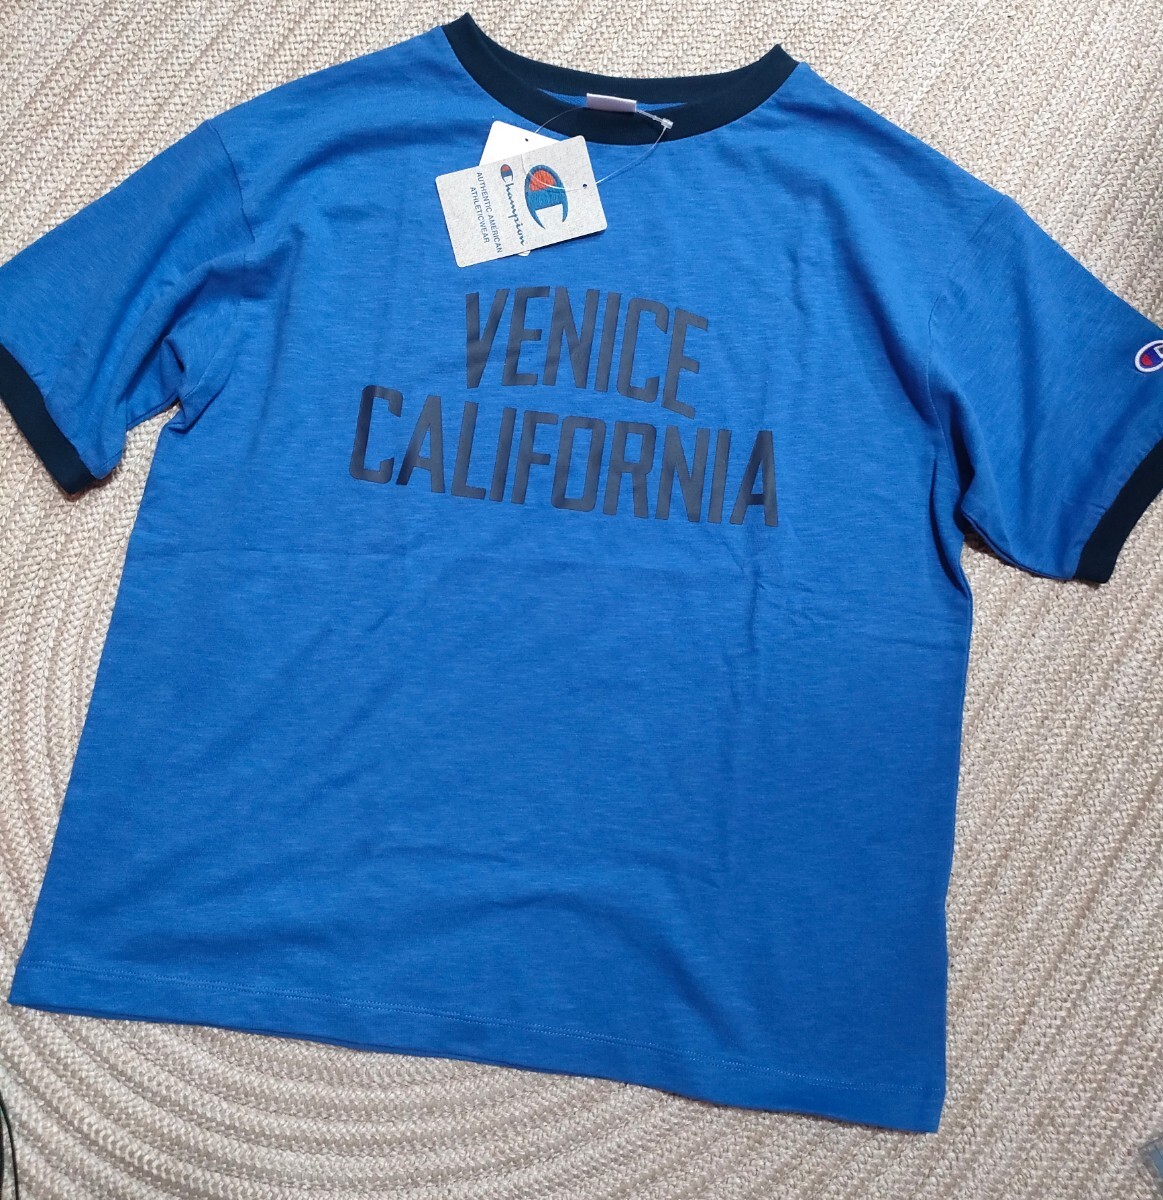 Champion
AUTHENTIC AMERICAN
ATHLETICWEAR
VENICE
CALIFORNIA